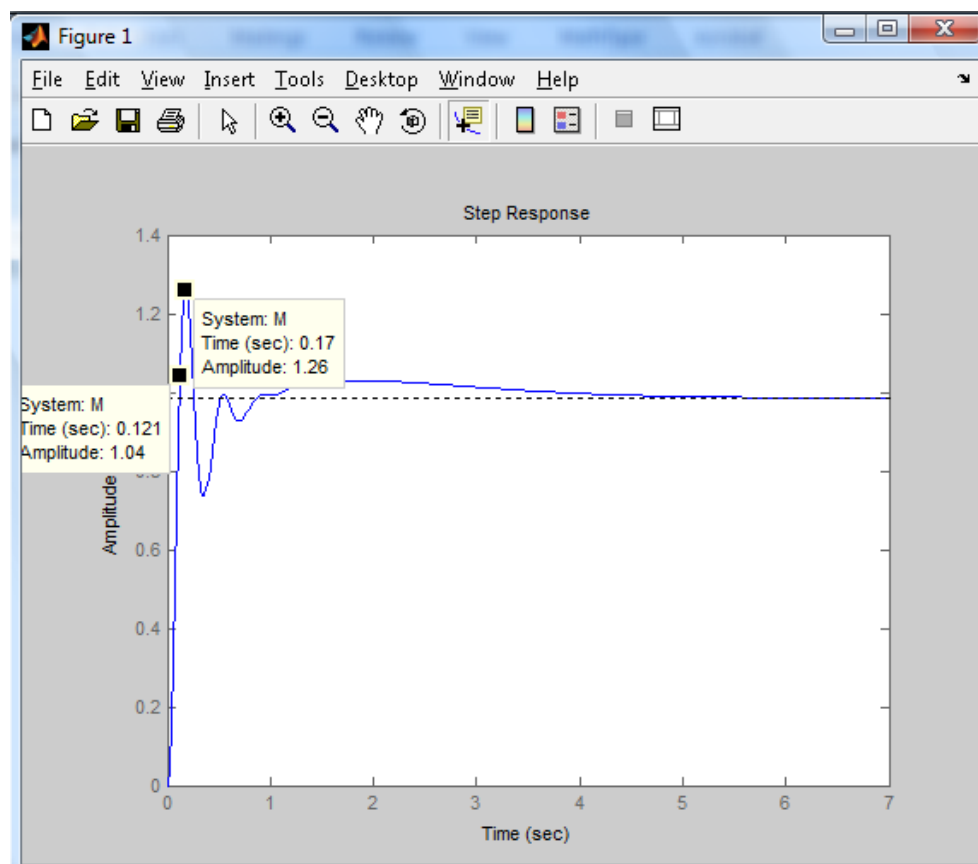 Figure 1
File Edit View Insert Tools Desktop Window Help
Step Response
1.4
1.2
System: M
Time (sec): 0.17
Amplitude: 1.26
System: M
Time (sec): 0.121
Amplitude: 1.04
Amplitude
0.6
0.4
0.2
0
0 1 2 3 4 5 6 7
Time (sec)